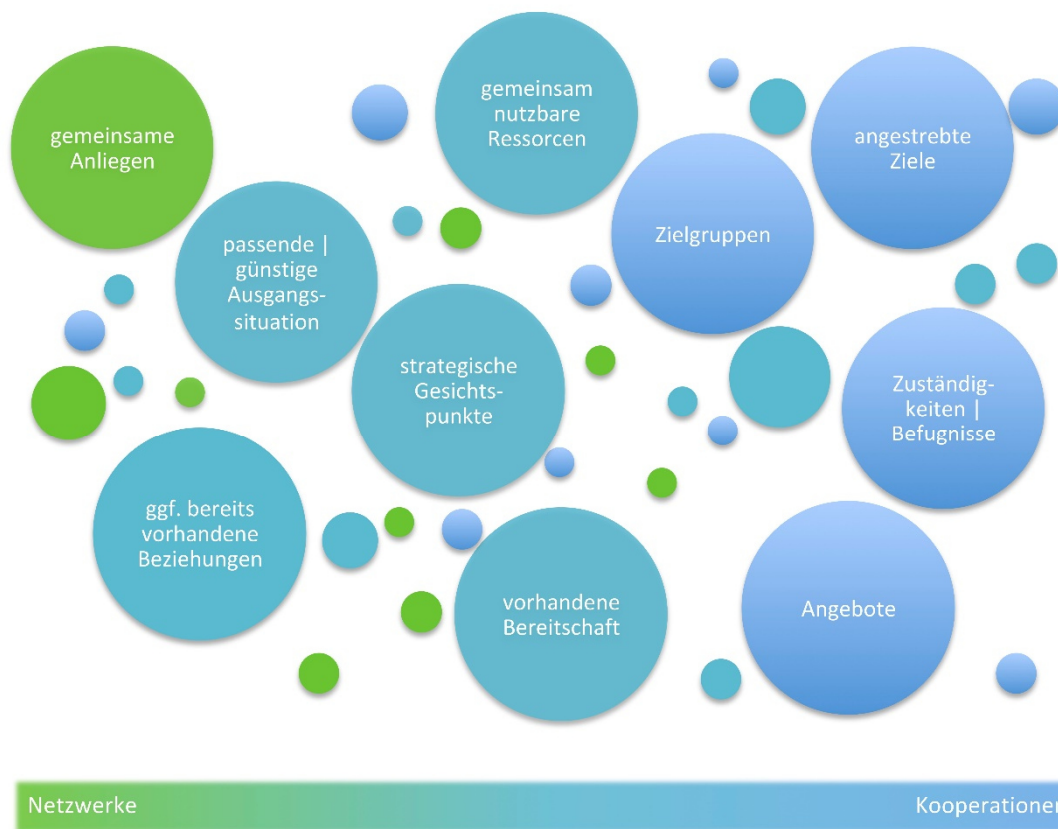 gemeinsame
Anliegen
gemeinsam
nutzbare
Ressorcen
angestrebte
Ziele
passende |
günstige
Ausgangs-
situation
Zielgruppen
strategische
Gesichts-
punkte
Zuständig-
keiten |
Befugnisse
ggf. bereits
vorhandene
Beziehungen
vorhandene
Bereitschaft
Angebote
Netzwerke
Kooperationen